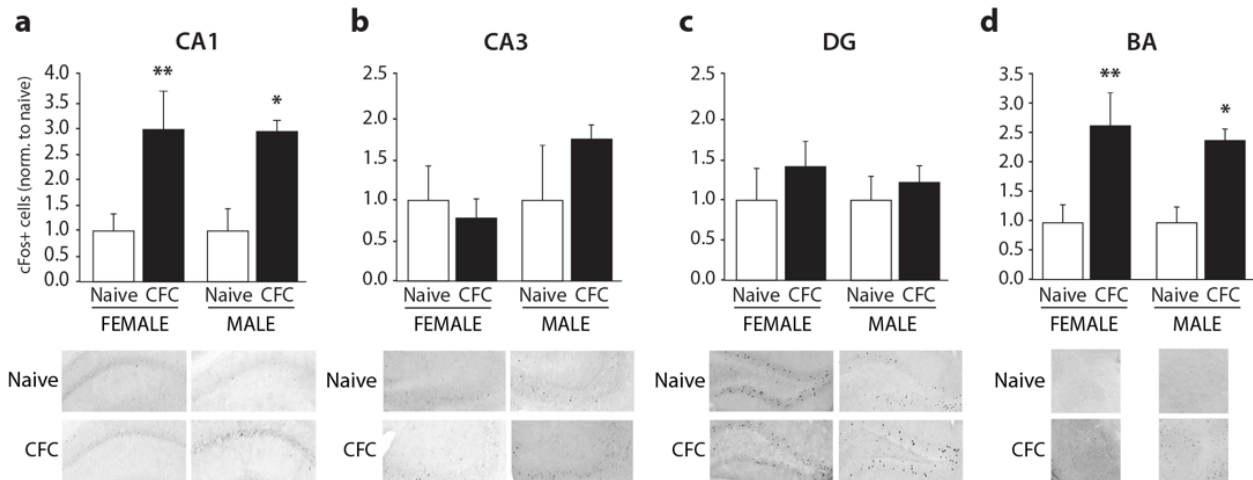 a
CA1
cFos+ cells (norm. to naive)
4.0
3.5
3.0
2.5
2.0
1.5
1.0
0.5
0.0
**
*
Naive CFC Naive CFC
FEMALE MALE
b
CA3
2.5
2.0
1.5
1.0
0.5
0.0
Naive CFC Naive CFC
FEMALE MALE
c
DG
2.5
2.0
1.5
1.0
0.5
0.0
Naive CFC Naive CFC
FEMALE MALE
d
BA
3.5
3.0
2.5
2.0
1.5
1.0
0.5
0.0
**
*
Naive CFC Naive CFC
FEMALE MALE
Naive
CFC
Naive
CFC
Naive
CFC
Naive
CFC